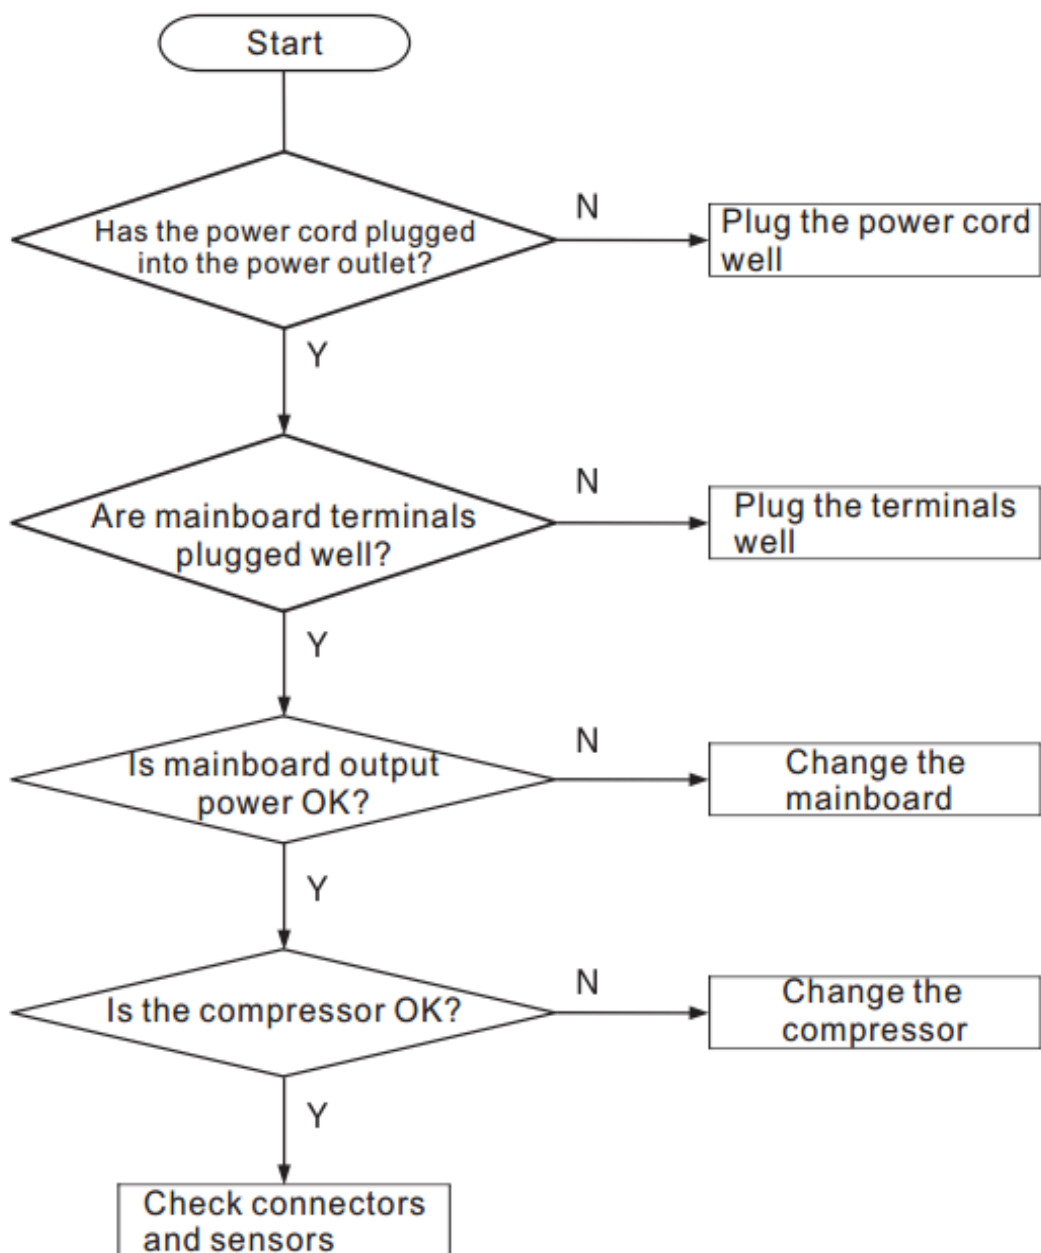 Start
Has the power cord plugged
into the power outlet?
N
Plug the power cord
well
Y
Are mainboard terminals
plugged well?
N
Plug the terminals
well
Y
Is mainboard output
power OK?
N
Change the
mainboard
Y
Is the compressor OK?
N
Change the
compressor
Y
Check connectors
and sensors